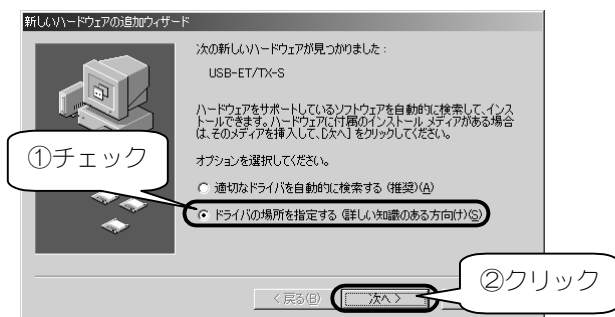 新しいハードウェアの追加ウィザード
次の新しいハードウェアが見つかりました :
USB-ET/TX-S
ハードウェアをサポートしているソフトウェアを自動的に検索して、インス
トールできます。ハードウェアに付属のインストール メディアがある場合
は、そのメディアを挿入して、[次へ] をクリックしてください。
①チェック
オプションを選択してください。
適切なドライバを自動的に検索する (推奨)(A)
ドライバの場所を指定する (詳しい知識のある方向け)(S)
②クリック
< 戻る(B)
次へ >